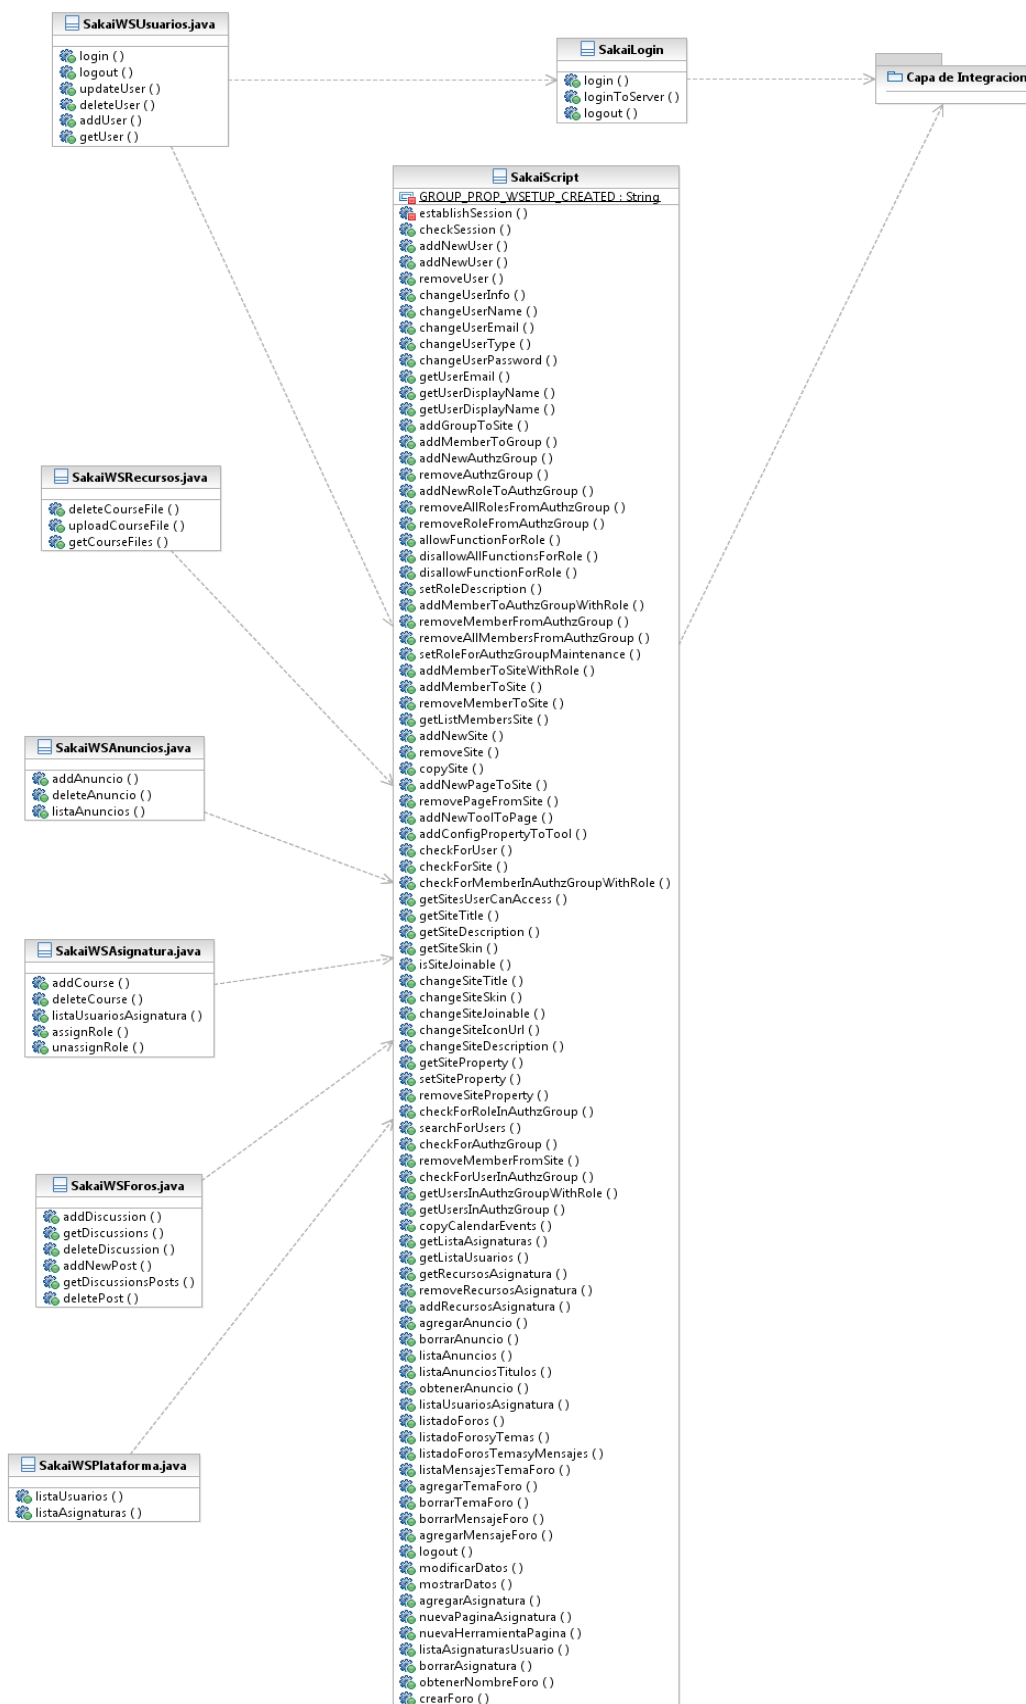 SakaiWSUsuarios.java
login ( )
logout ( )
updateUser ( )
deleteUser ( )
addUser ( )
getUser ( )
SakaiLogin
login ( )
loginToServer ( )
logout ( )
Capa de Integracion
SakaiScript
GROUP_PROP_WSETUP_CREATED : String
establishSession ( )
checkSession ( )
addNewUser ( )
addNewUser ( )
removeUser ( )
changeUserInfo ( )
changeUserName ( )
changeUserEmail ( )
changeUserType ( )
changeUserPassword ( )
getUserEmail ( )
getUserDisplayName ( )
getUserDisplayName ( )
addGroupToSite ( )
addMemberToGroup ( )
addNewAuthzGroup ( )
removeAuthzGroup ( )
addNewRoleToAuthzGroup ( )
removeAllRolesFromAuthzGroup ( )
removeRoleFromAuthzGroup ( )
allowFunctionForRole ( )
disallowAllFunctionsForRole ( )
disallowFunctionForRole ( )
setRoleDescription ( )
addMemberToAuthzGroupWithRole ( )
removeMemberFromAuthzGroup ( )
removeAllMembersFromAuthzGroup ( )
setRoleForAuthzGroupMaintenance ( )
addMemberToSiteWithRole ( )
addMemberToSite ( )
removeMemberToSite ( )
getListMembersSite ( )
addNewSite ( )
removeSite ( )
copySite ( )
addNewPageToSite ( )
removePageFromSite ( )
addNewToolToPage ( )
addConfigPropertyToTool ( )
checkForUser ( )
checkForSite ( )
checkForMemberInAuthzGroupWithRole ( )
getSitesUserCanAccess ( )
getSiteTitle ( )
getSiteDescription ( )
getSiteSkin ( )
isSiteJoinable ( )
changeSiteTitle ( )
changeSiteSkin ( )
changeSiteJoinable ( )
changeSiteIconUrl ( )
changeSiteDescription ( )
getSiteProperty ( )
setSiteProperty ( )
removeSiteProperty ( )
checkForRoleInAuthzGroup ( )
searchForUsers ( )
checkForAuthzGroup ( )
removeMemberFromSite ( )
checkForUserInAuthzGroup ( )
getUsersInAuthzGroupWithRole ( )
getUsersInAuthzGroup ( )
copyCalendarEvents ( )
getListaAsignaturas ( )
getListaUsuarios ( )
getRecursosAsignatura ( )
removeRecursosAsignatura ( )
addRecursosAsignatura ( )
agregarAnuncio ( )
borrarAnuncio ( )
listaAnuncios ( )
listaAnunciosTitulos ( )
obtenerAnuncio ( )
listaUsuariosAsignatura ( )
listadoForos ( )
listadoForosyTemas ( )
listadoForosTemasyMensajes ( )
listaMensajesTemaForo ( )
agregarTemaForo ( )
borrarTemaForo ( )
borrarMensajeForo ( )
agregarMensajeForo ( )
logout ( )
modificarDatos ( )
mostrarDatos ( )
agregarAsignatura ( )
nuevaPaginaAsignatura ( )
nuevaHerramientaPagina ( )
listaAsignaturasUsuario ( )
borrarAsignatura ( )
obtenerNombreForo ( )
crearForo ( )
SakaiWSRecursos.java
deleteCourseFile ( )
uploadCourseFile ( )
getCourseFiles ( )
SakaiWSAnuncios.java
addAnuncio ( )
deleteAnuncio ( )
listaAnuncios ( )
SakaiWSAsignatura.java
addCourse ( )
deleteCourse ( )
listaUsuariosAsignatura ( )
assignRole ( )
unassignRole ( )
SakaiWSForos.java
addDiscussion ( )
getDiscussions ( )
deleteDiscussion ( )
addNewPost ( )
getDiscussionsPosts ( )
deletePost ( )
SakaiWSPlataforma.java
listaUsuarios ( )
listaAsignaturas ( )